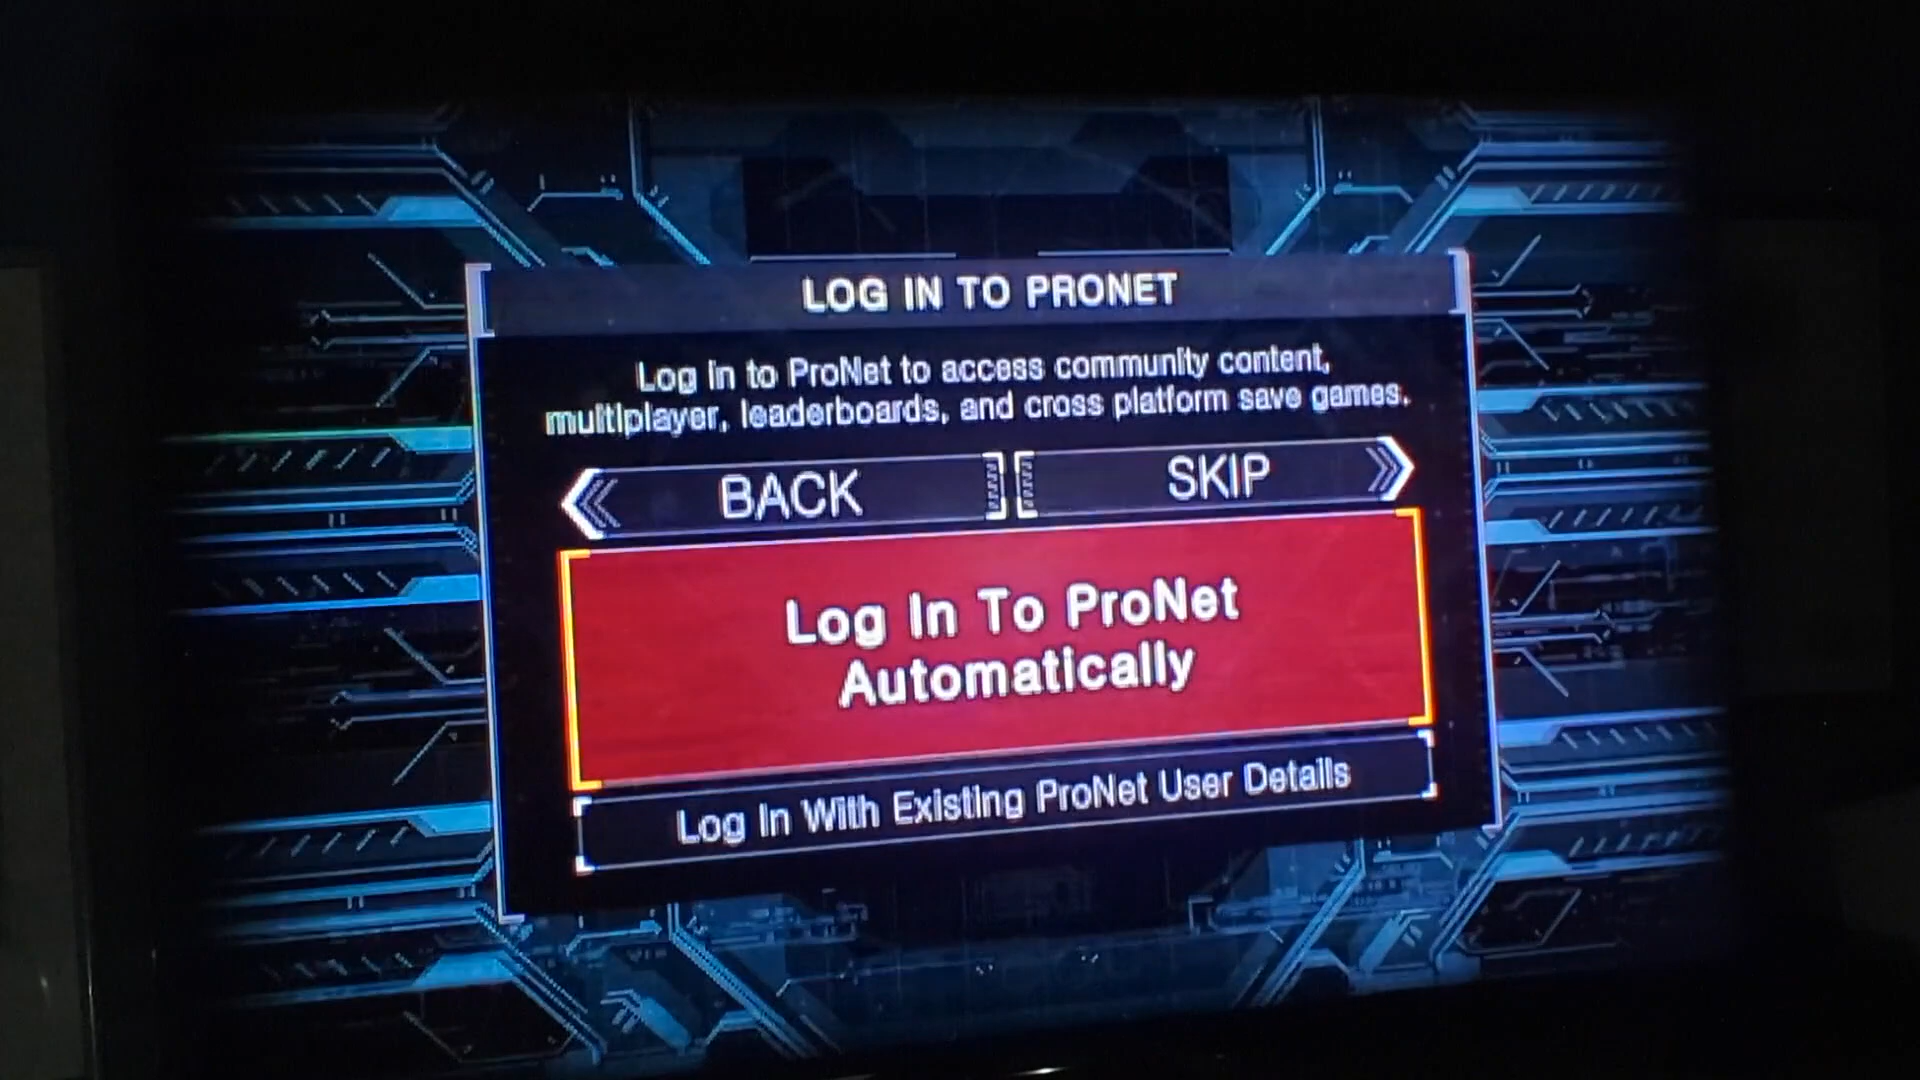 LOG IN TO PRONET
Log in to ProNet to access community content,
multiplayer, leaderboards, and cross platform save games.
BACK
SKIP
Log In To ProNet
Automatically
Log In With Existing ProNet User Details